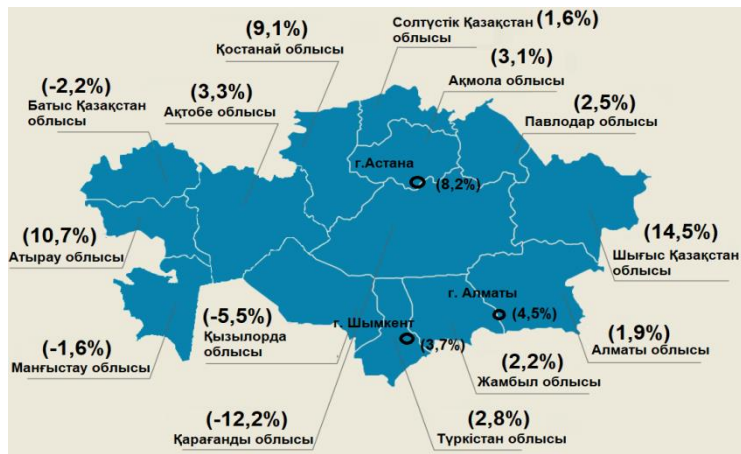 (9,1%)
Қостанай облысы
Солтүстік Қазақстан (1,6%)
облысы
(3,1%)
Ақмола облысы
(-2,2%)
Батыс Қазақстан
облысы
(3,3%)
Ақтобе облысы
(2,5%)
Павлодар облысы
г.Астана
(8,2%)
(10,7%)
Атырау облысы
(14,5%)
Шығыс Қазақстан
облысы
(-5,5%)
Қызылорда
облысы
г. Шымкент
(3,7%)
г. Алматы
(4,5%)
(-1,6%)
Манғыстау облысы
(1,9%)
Алматы облысы
(2,2%)
Жамбыл облысы
(-12,2%)
Қарағанды облысы
(2,8%)
Түркістан облысы